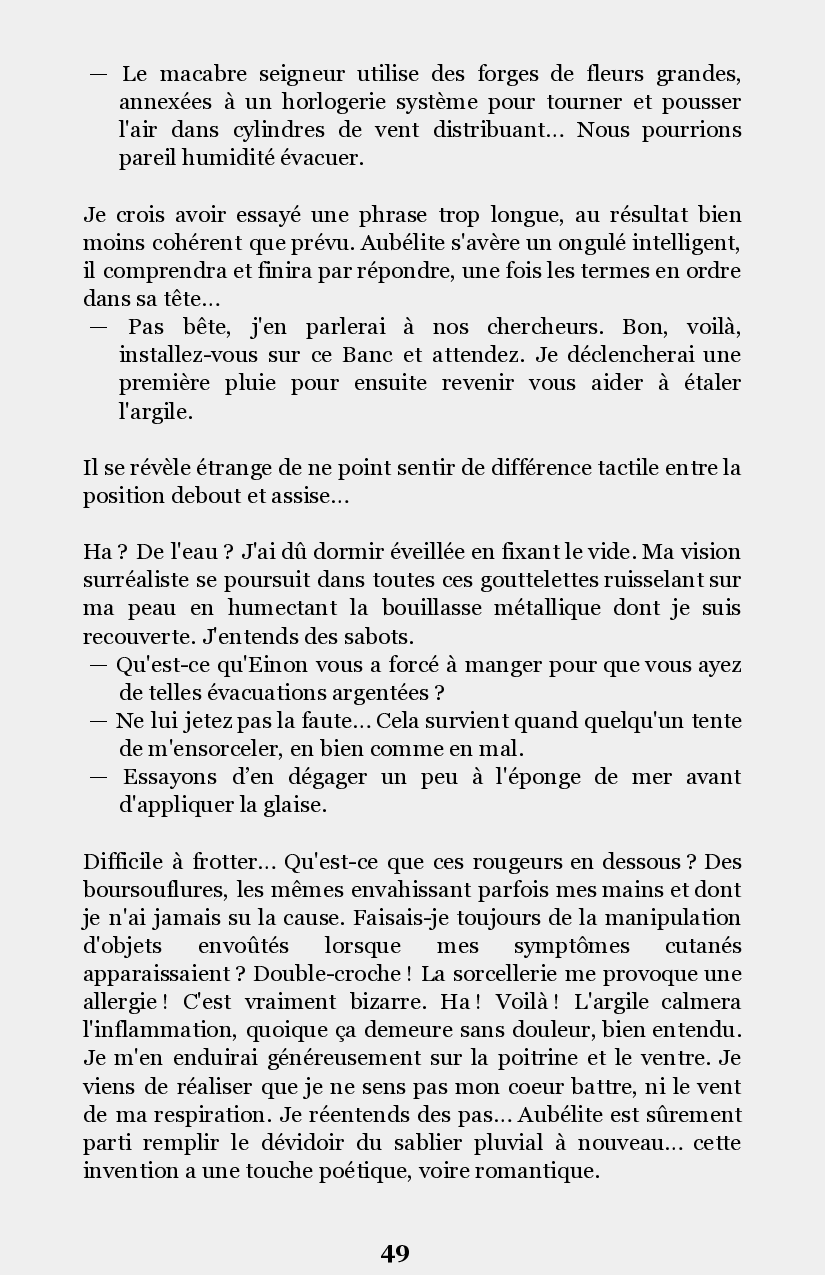 — Le macabre seigneur utilise des forges de fleurs grandes,
annexées à un horlogerie système pour tourner et pousser
l'air dans cylindres de vent distribuant... Nous pourrions
pareil humidité évacuer.
Je crois avoir essayé une phrase trop longue, au résultat bien
moins cohérent que prévu. Aubélite s'avère un ongulé intelligent,
il comprendra et finira par répondre, une fois les termes en ordre
dans sa tête...
— Pas bête, j'en parlerai à nos chercheurs. Bon, voilà,
installez-vous sur ce Banc et attendez. Je déclencherai une
première pluie pour ensuite revenir vous aider à étaler
l'argile.
Il se révèle étrange de ne point sentir de différence tactile entre la
position debout et assise...
Ha ? De l'eau ? J'ai dû dormir éveillée en fixant le vide. Ma vision
surréaliste se poursuit dans toutes ces gouttelettes ruisselant sur
ma peau en humectant la bouillasse métallique dont je suis
recouverte. J'entends des sabots.
— Qu'est-ce qu'Einon vous a forcé à manger pour que vous ayez
de telles évacuations argentées ?
— Ne lui jetez pas la faute... Cela survient quand quelqu'un tente
de m'ensorceler, en bien comme en mal.
— Essayons d’en dégager un peu à l'éponge de mer avant
d'appliquer la glaise.
Difficile à frotter... Qu'est-ce que ces rougeurs en dessous ? Des
boursouflures, les mêmes envahissant parfois mes mains et dont
je n'ai jamais su la cause. Faisais-je toujours de la manipulation
d'objets envoûtés lorsque mes symptômes cutanés
apparaissaient ? Double-croche ! La sorcellerie me provoque une
allergie ! C'est vraiment bizarre. Ha ! Voilà ! L'argile calmera
l'inflammation, quoique ça demeure sans douleur, bien entendu.
Je m'en enduirai généreusement sur la poitrine et le ventre. Je
viens de réaliser que je ne sens pas mon coeur battre, ni le vent
de ma respiration. Je réentends des pas... Aubélite est sûrement
parti remplir le dévidoir du sablier pluvial à nouveau... cette
invention a une touche poétique, voire romantique.
49